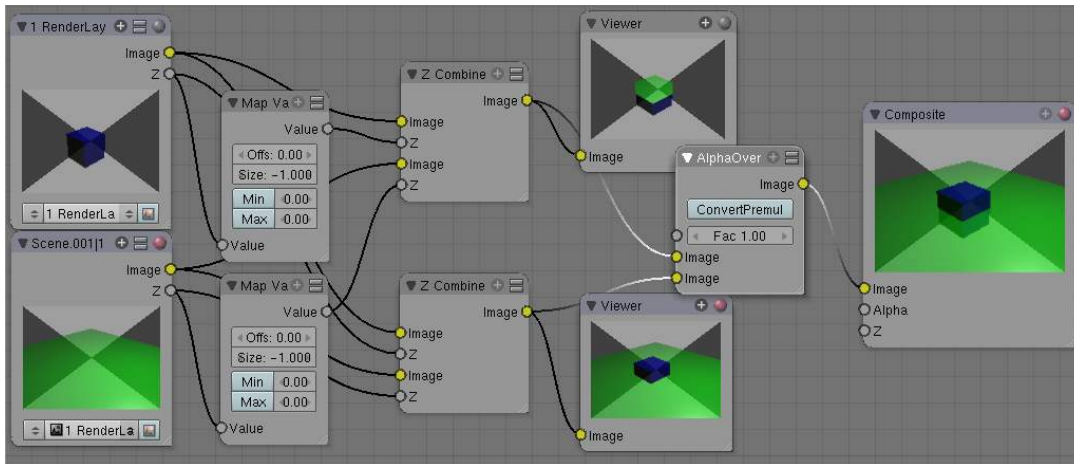 1 RenderLay
Image
Z
1 RenderLa
Scene.001|1
Image
Z
1 RenderLa
Map Va
Value
Offs: 0.00
Size: -1.000
Min 0.00
Max 0.00
Value
Map Va
Value
Offs: 0.00
Size: -1.000
Min 0.00
Max 0.00
Value
Z Combine
Image
Image
Z
Image
Z
Z Combine
Image
Image
Z
Image
Z
Viewer
Image
AlphaOver
Image
ConvertPremul
Fac 1.00
Image
Image
Viewer
Image
Composite
Image
Alpha
Z